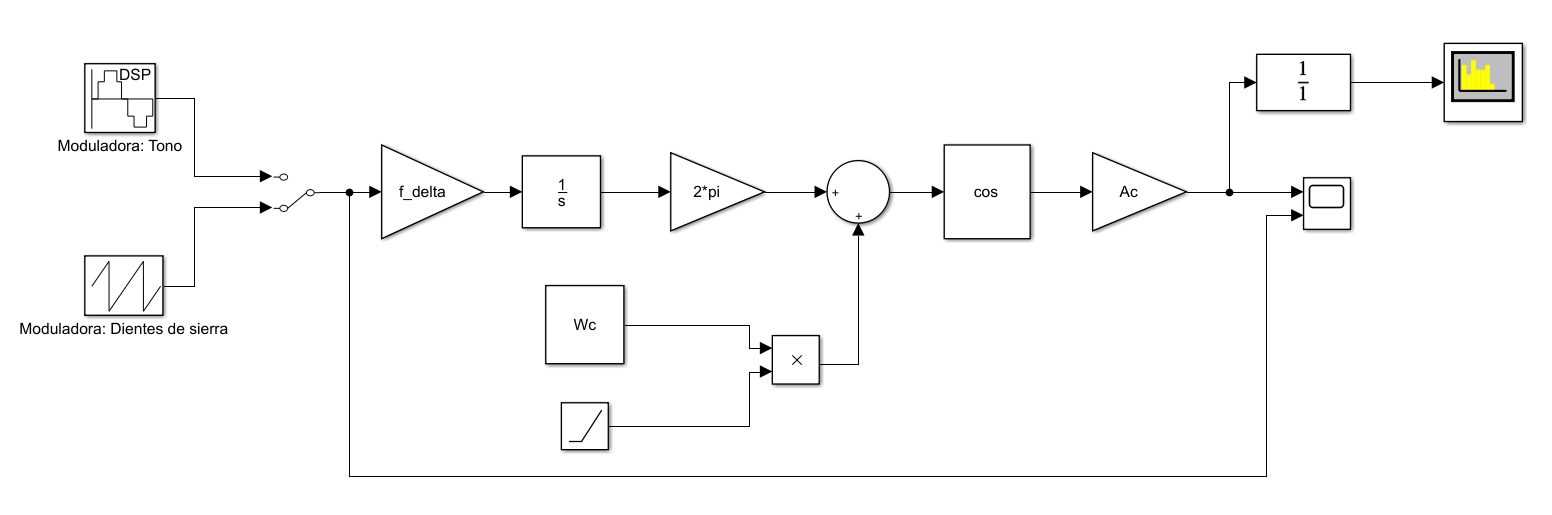 DSP
Moduladora: Tono
Moduladora: Dientes de sierra
f_delta
1
s
2*pi
+
+
cos
Ac
1
1
Wc
×